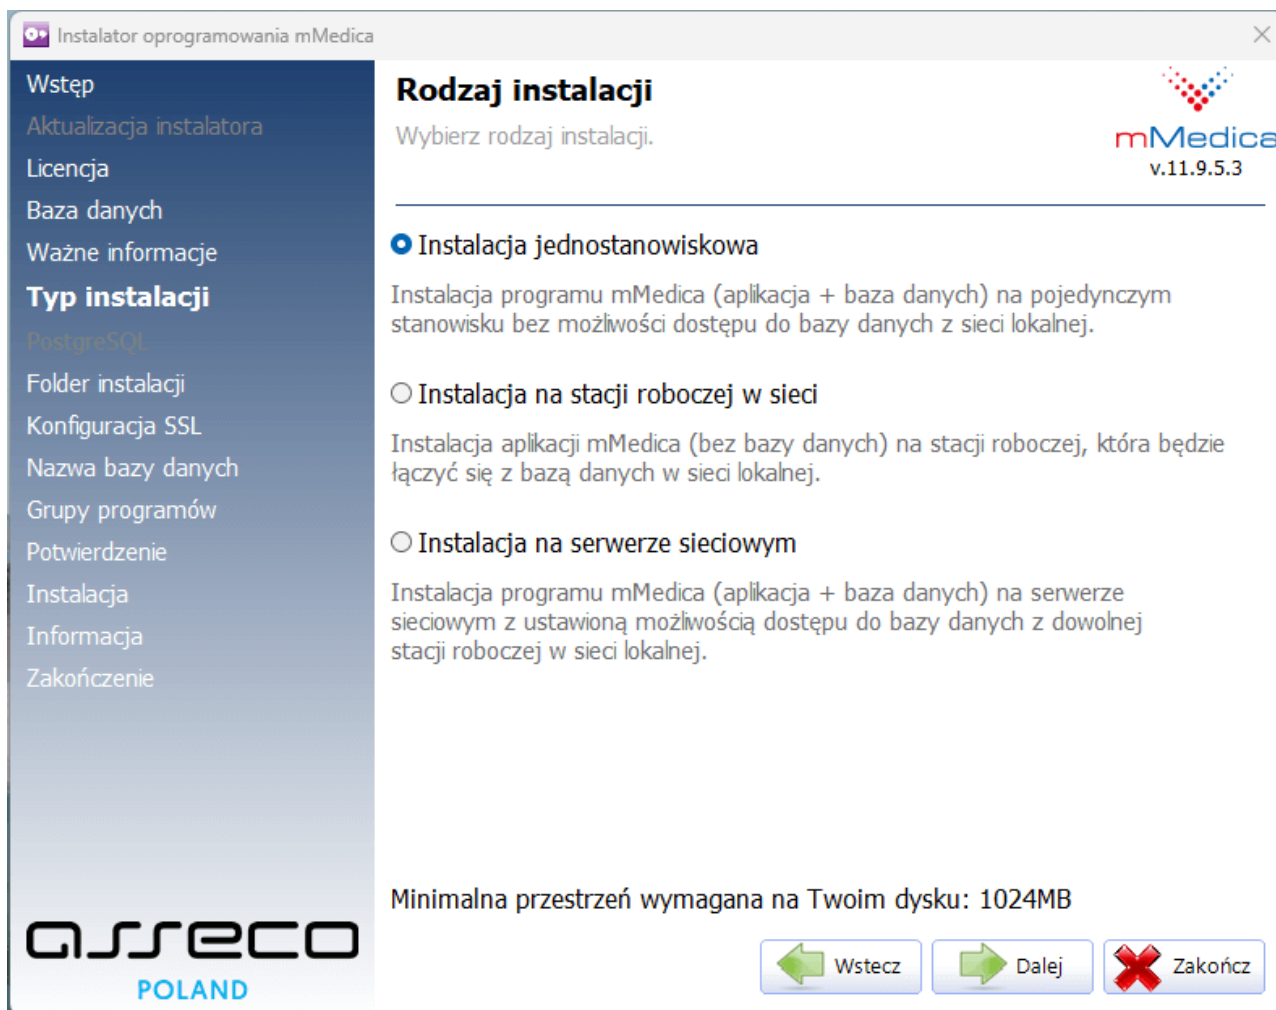 Instalator oprogramowania mMedica
Wstęp
Aktualizacja instalatora
Licencja
Baza danych
Ważne informacje
Typ instalacji
PostgreSQL
Folder instalacji
Konfiguracja SSL
Nazwa bazy danych
Grupy programów
Potwierdzenie
Instalacja
Informacja
Zakończenie
asseco
POLAND
Rodzaj instalacji
Wybierz rodzaj instalacji.
mMedica
v.11.9.5.3
Instalacja jednostanowiskowa
Instalacja programu mMedica (aplikacja + baza danych) na pojedynczym
stanowisku bez możliwości dostępu do bazy danych z sieci lokalnej.
Instalacja na stacji roboczej w sieci
Instalacja aplikacji mMedica (bez bazy danych) na stacji roboczej, która będzie
łączyć się z bazą danych w sieci lokalnej.
Instalacja na serwerze sieciowym
Instalacja programu mMedica (aplikacja + baza danych) na serwerze
sieciowym z ustawioną możliwością dostępu do bazy danych z dowolnej
stacji roboczej w sieci lokalnej.
Minimalna przestrzeń wymagana na Twoim dysku: 1024MB
Wstecz
Dalej
Zakończ